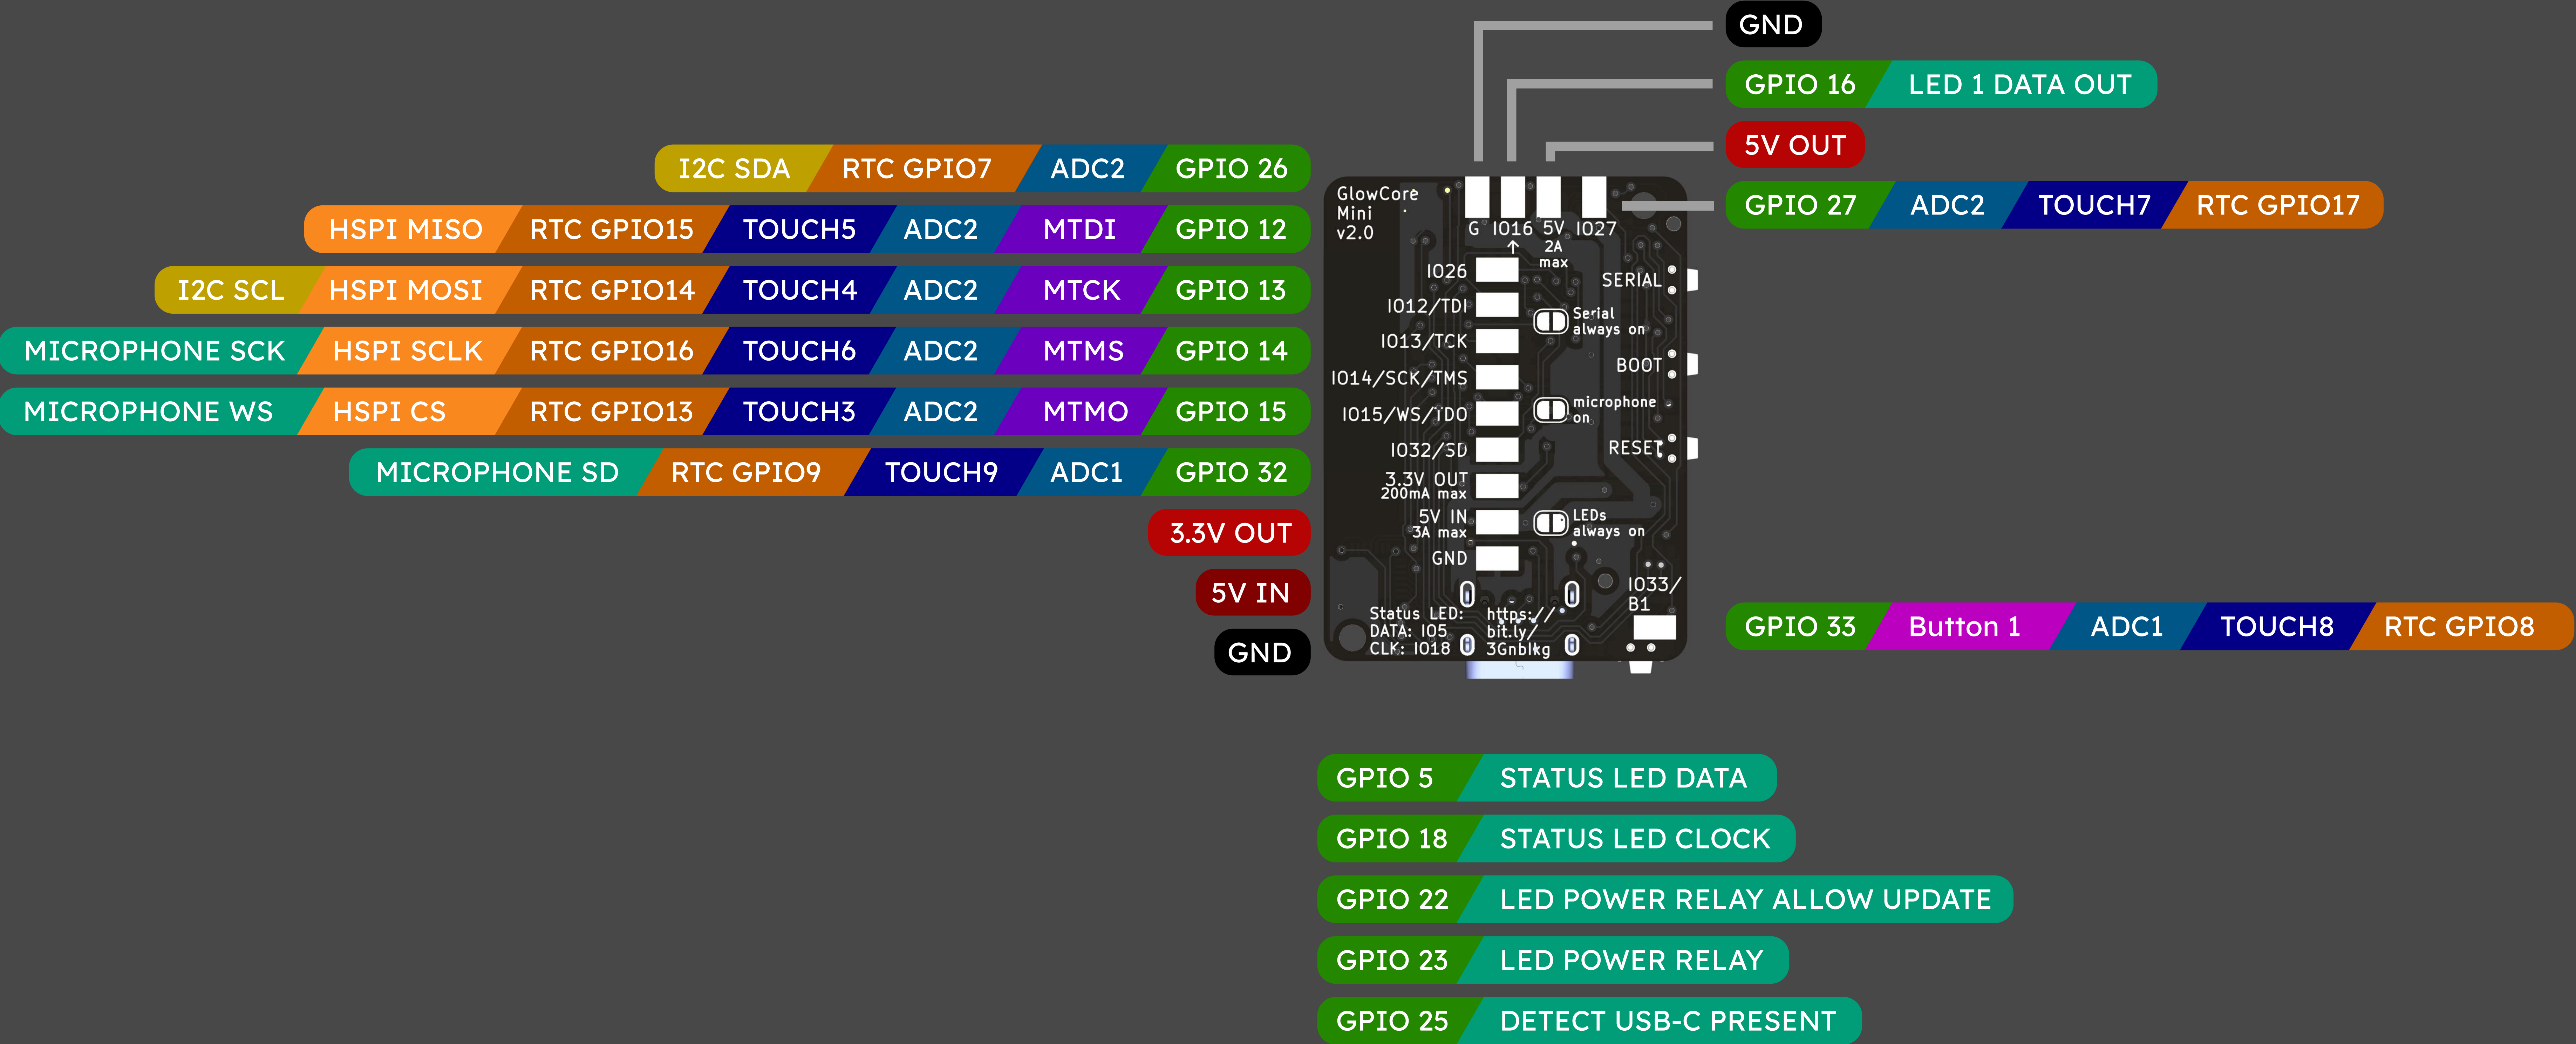 GND
GPIO 16 LED 1 DATA OUT
5V OUT
GPIO 27 ADC2 TOUCH7 RTC GPIO17
I2C SDA RTC GPIO7 ADC2 GPIO 26
HSPI MISO RTC GPIO15 TOUCH5 ADC2 MTDI GPIO 12
I2C SCL HSPI MOSI RTC GPIO14 TOUCH4 ADC2 MTCK GPIO 13
MICROPHONE SCK HSPI SCLK RTC GPIO16 TOUCH6 ADC2 MTMS GPIO 14
MICROPHONE WS HSPI CS RTC GPIO13 TOUCH3 ADC2 MTMO GPIO 15
MICROPHONE SD RTC GPIO9 TOUCH9 ADC1 GPIO 32
3.3V OUT
5V IN
GND
GlowCore
Mini
v2.0
G IO16 5V IO27
↑ 2A
max
IO26
IO12/TDI
IO13/TCK
IO14/SCK/TMS
IO15/WS/TDO
IO32/SD
3.3V OUT
200mA max
5V IN
3A max
GND
SERIAL
Serial
always on
BOOT
microphone
on
RESET
LEDs
always on
IO33/
B1
Status LED:
DATA: IO5
CLK: IO18
https://
bit.ly/
3Gnblkg
GPIO 33 Button 1 ADC1 TOUCH8 RTC GPIO8
GPIO 5 STATUS LED DATA
GPIO 18 STATUS LED CLOCK
GPIO 22 LED POWER RELAY ALLOW UPDATE
GPIO 23 LED POWER RELAY
GPIO 25 DETECT USB-C PRESENT